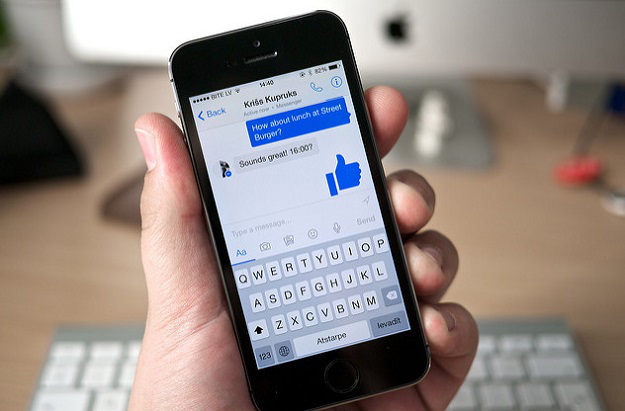 BITE LV 14:40 82%
Back Krišs Kupruks
Active now • Messenger
How about lunch at Street
Burger?
Sounds great! 16:00?
Type a message...
Aa Send
Q W E R T Y U I O P
A S D F G H J K L
Z X C V B N M
123 Atstarpe Ievadīt